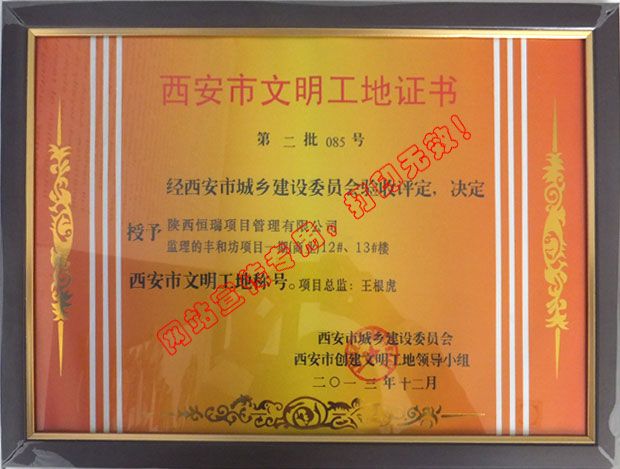 西安市文明工地证书
第 二 批 085 号
经西安市城乡建设委员会验收评定，决定
授予 陕西恒瑞项目管理有限公司
监理的丰和坊项目一期(商业)12#、13#楼
西安市文明工地称号。项目总监：王根虎
西安市城乡建设委员会
西安市创建文明工地领导小组
二〇一三年十二月
网站宣传专用，打印无效！